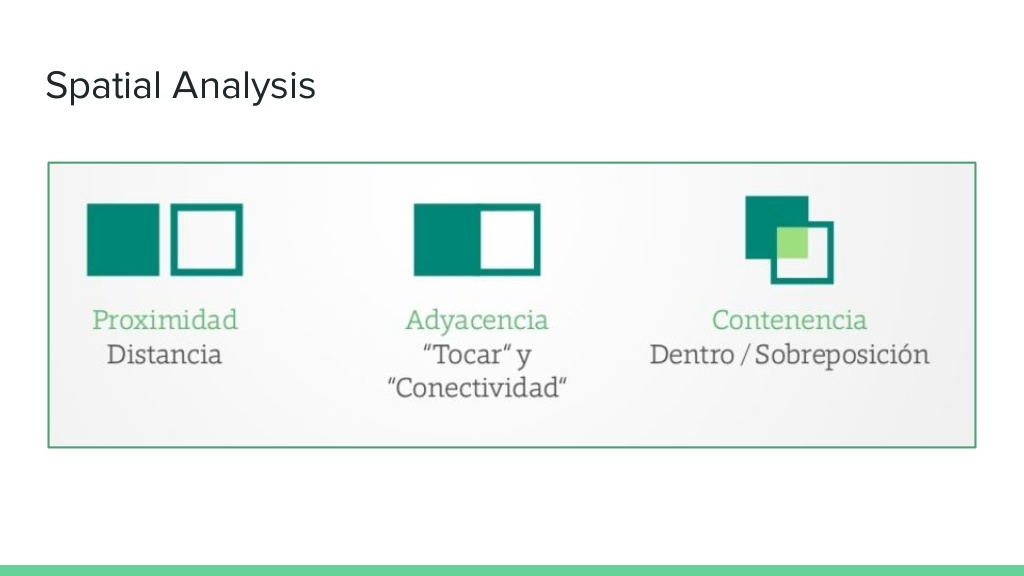 Spatial Analysis
Proximidad
Distancia
Adyacencia
“Tocar“ y
“Conectividad“
Contenencia
Dentro / Sobreposición